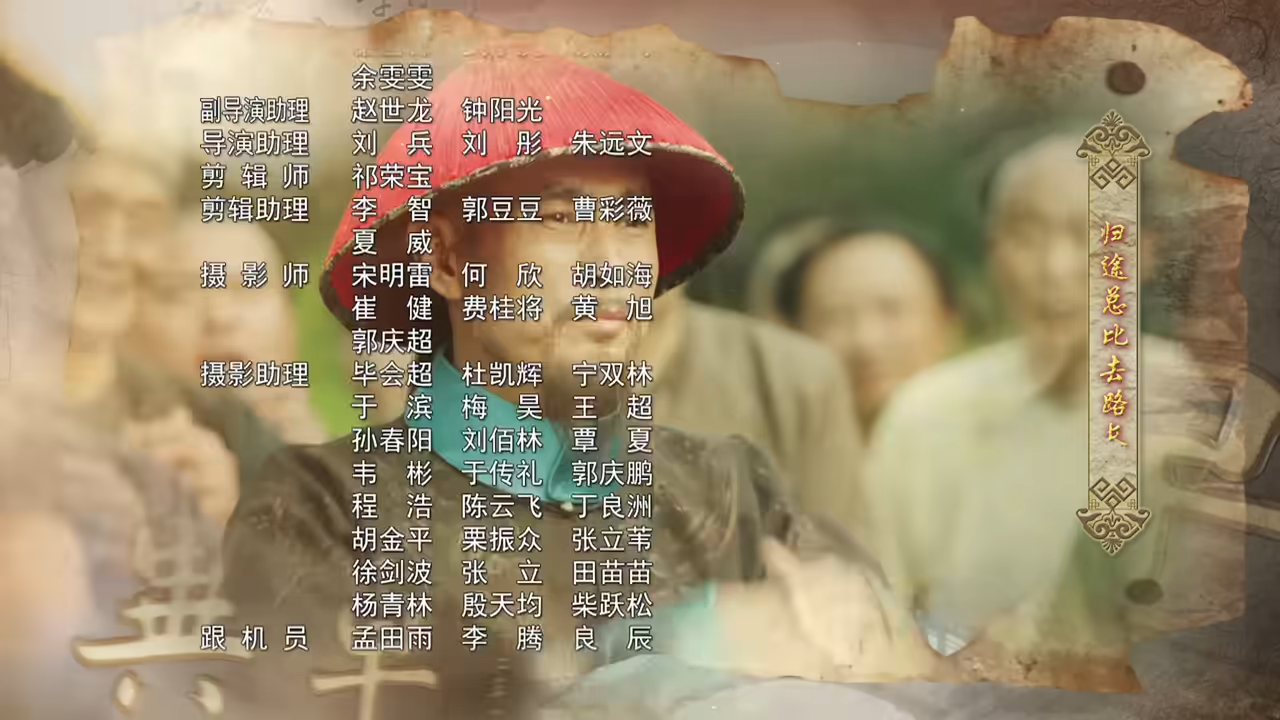 余雯雯
副导演助理 赵世龙 钟阳光
导演助理 刘 兵 刘 彤 朱远文
剪辑师 祁荣宝
剪辑助理 李 智 郭豆豆 曹彩薇
夏 威
摄影师 宋明雷 何 欣 胡如海
崔 健 费桂将 黄 旭
郭庆超
摄影助理 毕会超 杜凯辉 宁双林
于 滨 梅 昊 王 超
孙春阳 刘佰林 覃 夏
韦 彬 于传礼 郭庆鹏
程 浩 陈云飞 丁良洲
胡金平 栗振众 张立苇
徐剑波 张 立 田苗苗
杨青林 殷天均 柴跃松
跟机员 孟田雨 李 腾 良 辰
归途总比去路长